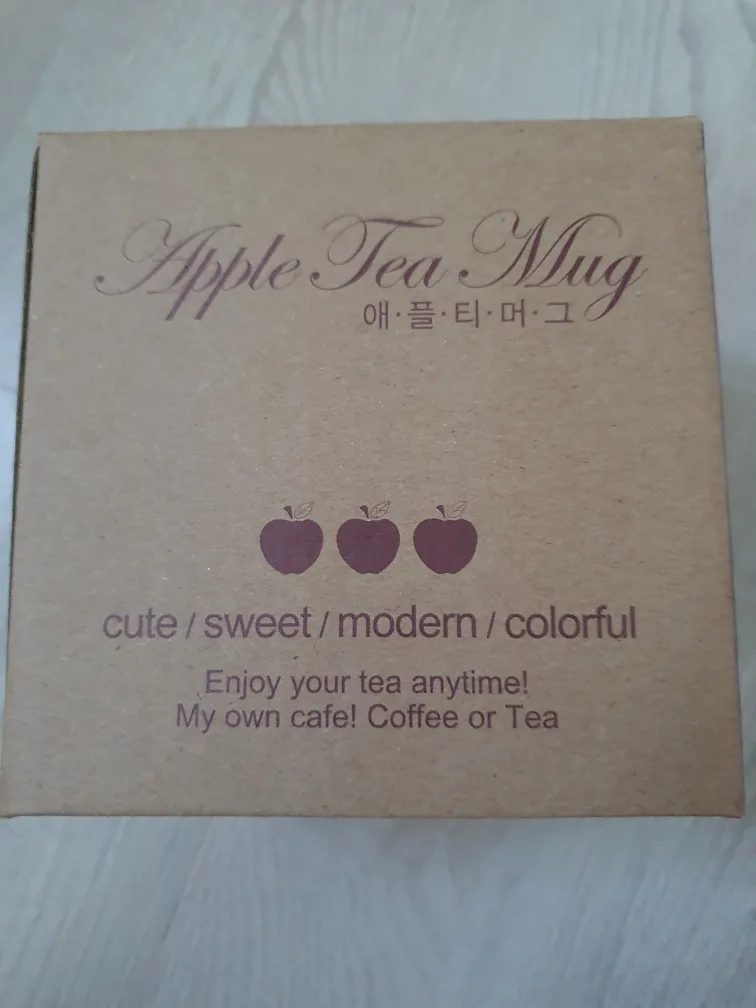 Apple Tea Mug
애·플·티·머·그
cute / sweet / modern / colorful
Enjoy your tea anytime!
My own cafe! Coffee or Tea